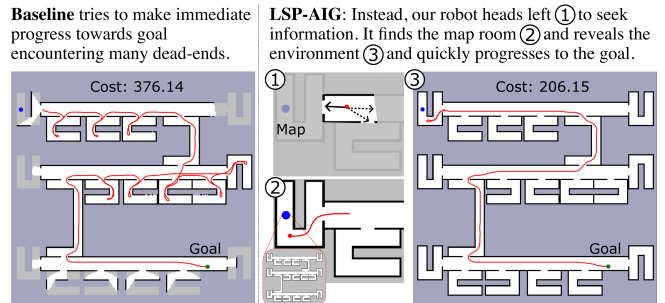 Baseline tries to make immediate
progress towards goal
encountering many dead-ends.
LSP-AIG: Instead, our robot heads left ① to seek
information. It finds the map room ② and reveals the
environment ③ and quickly progresses to the goal.
Cost: 376.14
Goal
①
Map
②
③
Cost: 206.15
Goal